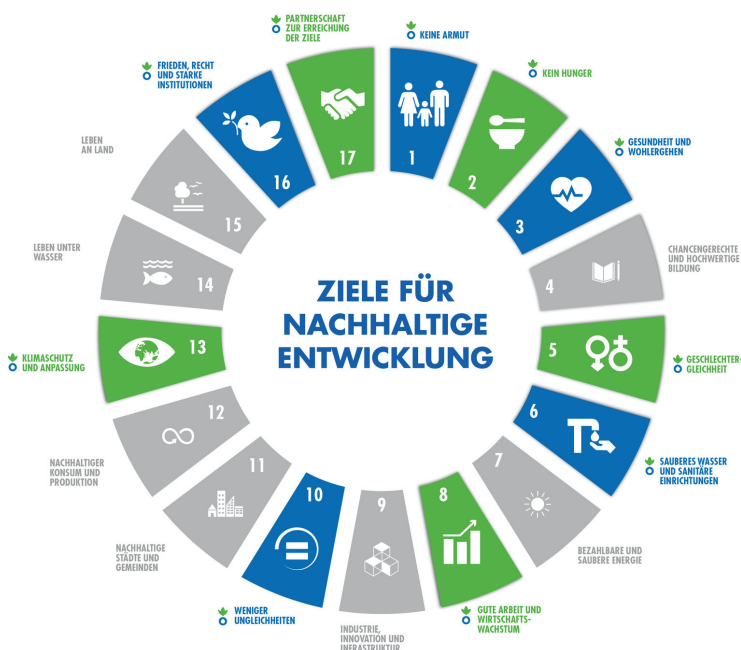 ZIELE FÜR
NACHHALTIGE
ENTWICKLUNG
1
KEINE ARMUT
2
KEIN HUNGER
3
GESUNDHEIT UND
WOHLERGEHEN
4
CHANCENGERECHTE
UND HOCHWERTIGE
BILDUNG
5
GESCHLECHTER-
GLEICHHEIT
6
SAUBERES WASSER
UND SANITÄRE
EINRICHTUNGEN
7
BEZAHLBARE UND
SAUBERE ENERGIE
8
GUTE ARBEIT UND
WIRTSCHAFTS-
WACHSTUM
9
INDUSTRIE,
INNOVATION UND
INFRASTRUKTUR
10
WENIGER
UNGLEICHHEITEN
11
NACHHALTIGE
STÄDTE UND
GEMEINDEN
12
NACHHALTIGER
KONSUM UND
PRODUKTION
13
KLIMASCHUTZ
UND ANPASSUNG
14
LEBEN UNTER
WASSER
15
LEBEN
AN LAND
16
FRIEDEN, RECHT
UND STARKE
INSTITUTIONEN
17
PARTNERSCHAFT
ZUR ERREICHUNG
DER ZIELE